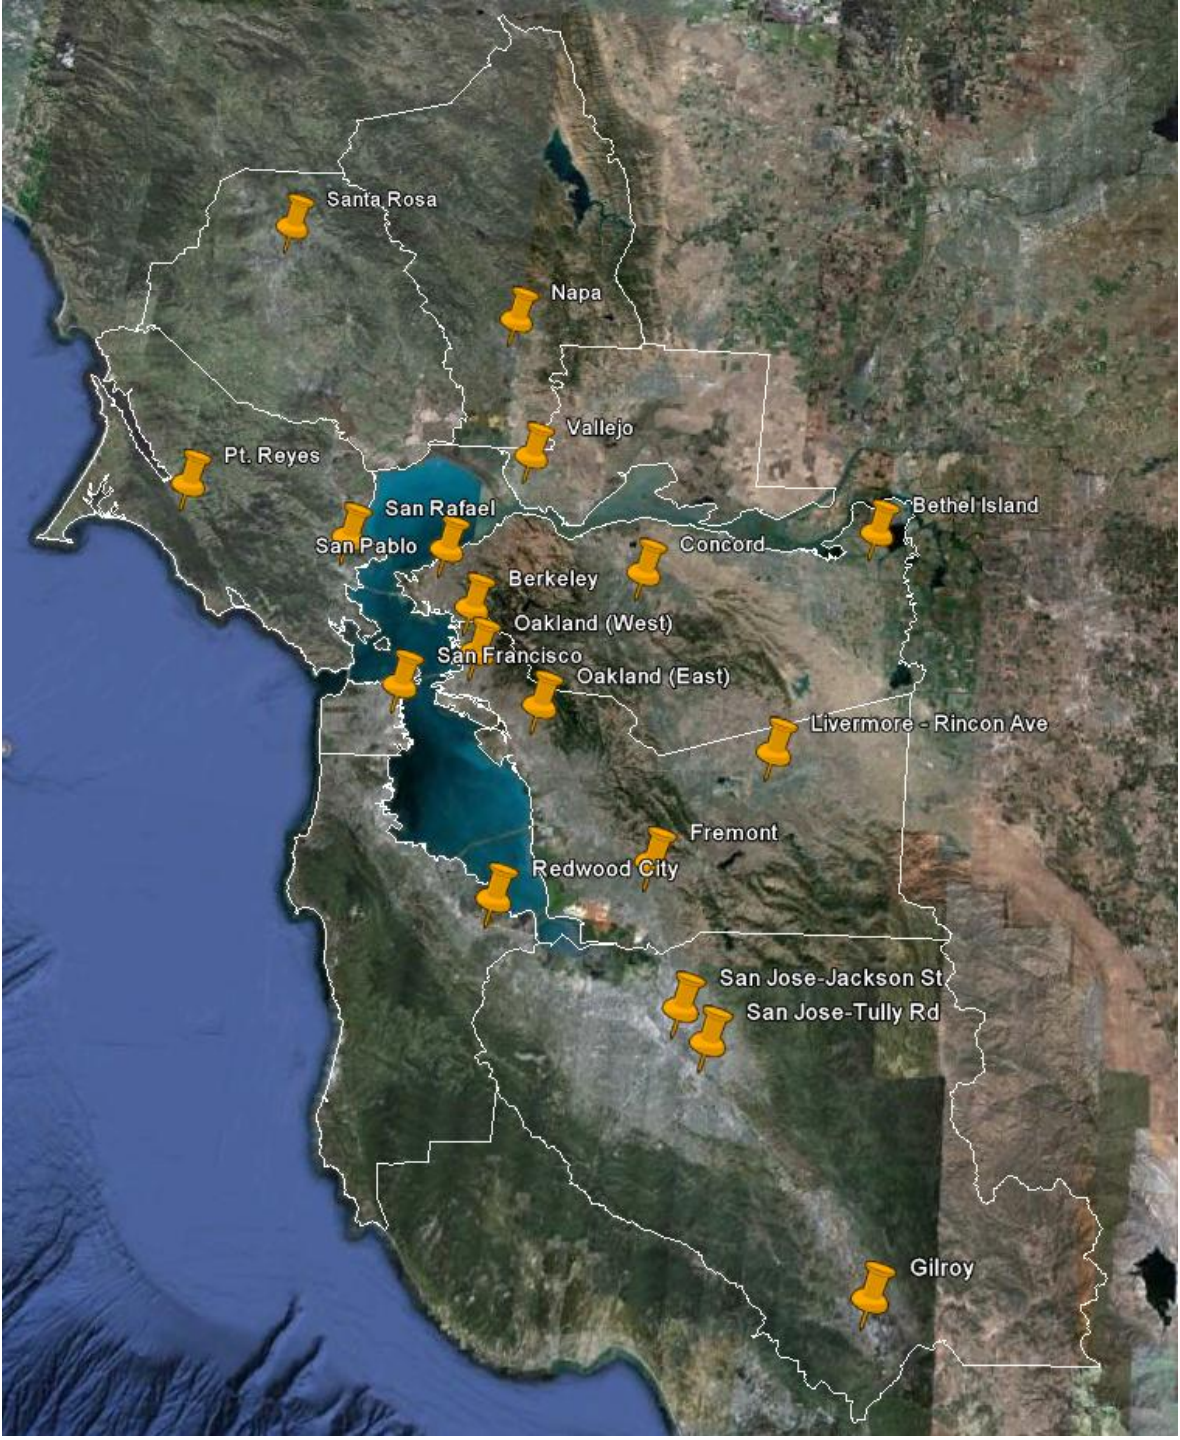 Santa Rosa
Napa
Vallejo
Pt. Reyes
San Rafael
Bethel Island
San Pablo
Concord
Berkeley
Oakland (West)
San Francisco
Oakland (East)
Livermore - Rincon Ave
Fremont
Redwood City
San Jose-Jackson St
San Jose-Tully Rd
Gilroy